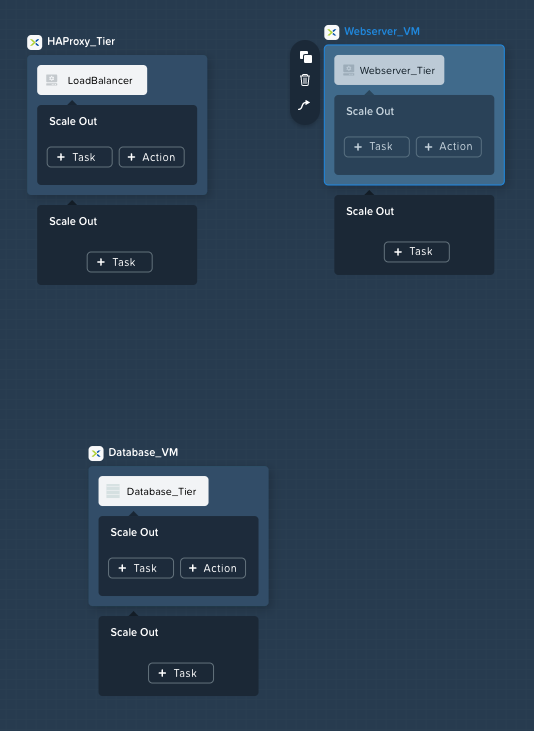 HAProxy_Tier
LoadBalancer
Scale Out
+ Task
+ Action
Scale Out
+ Task
Webserver_VM
Webserver_Tier
Scale Out
+ Task
+ Action
Scale Out
+ Task
Database_VM
Database_Tier
Scale Out
+ Task
+ Action
Scale Out
+ Task